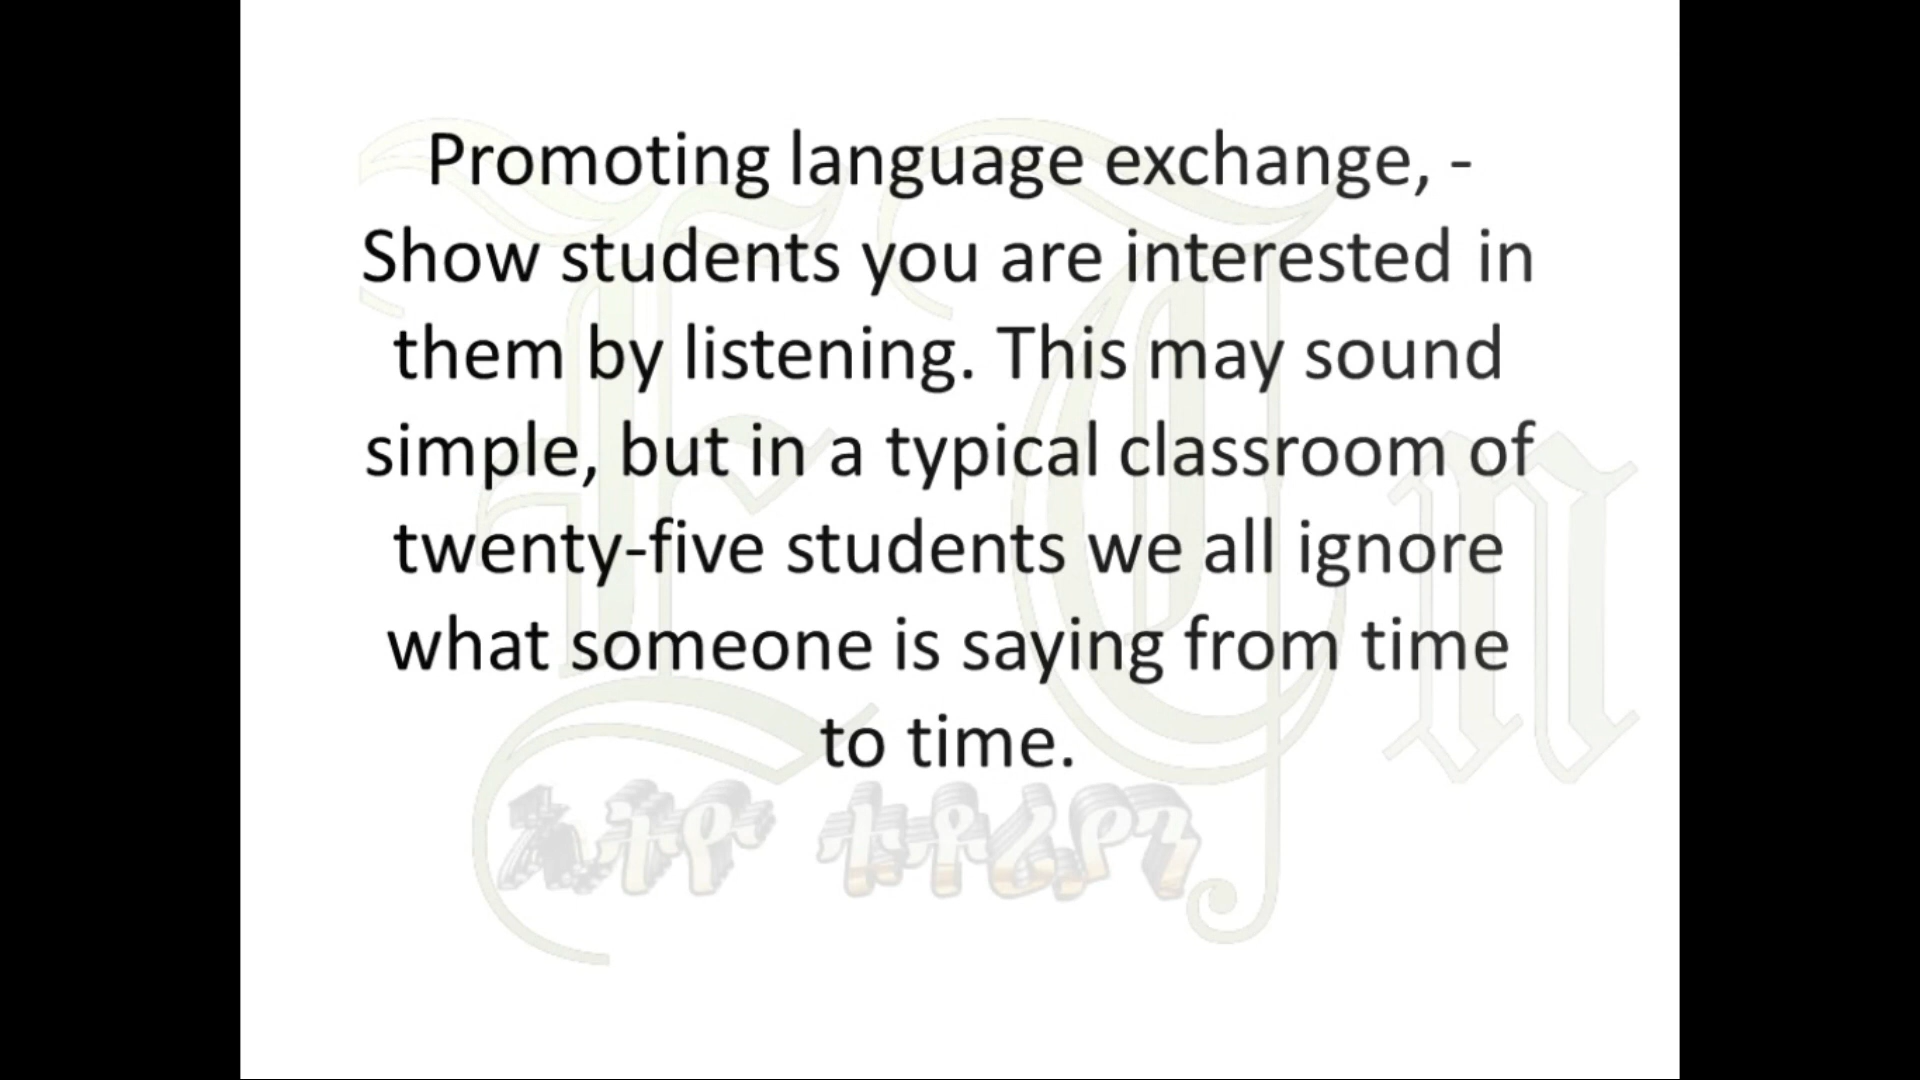 Promoting language exchange, -
Show students you are interested in
them by listening. This may sound
simple, but in a typical classroom of
twenty-five students we all ignore
what someone is saying from time
to time.